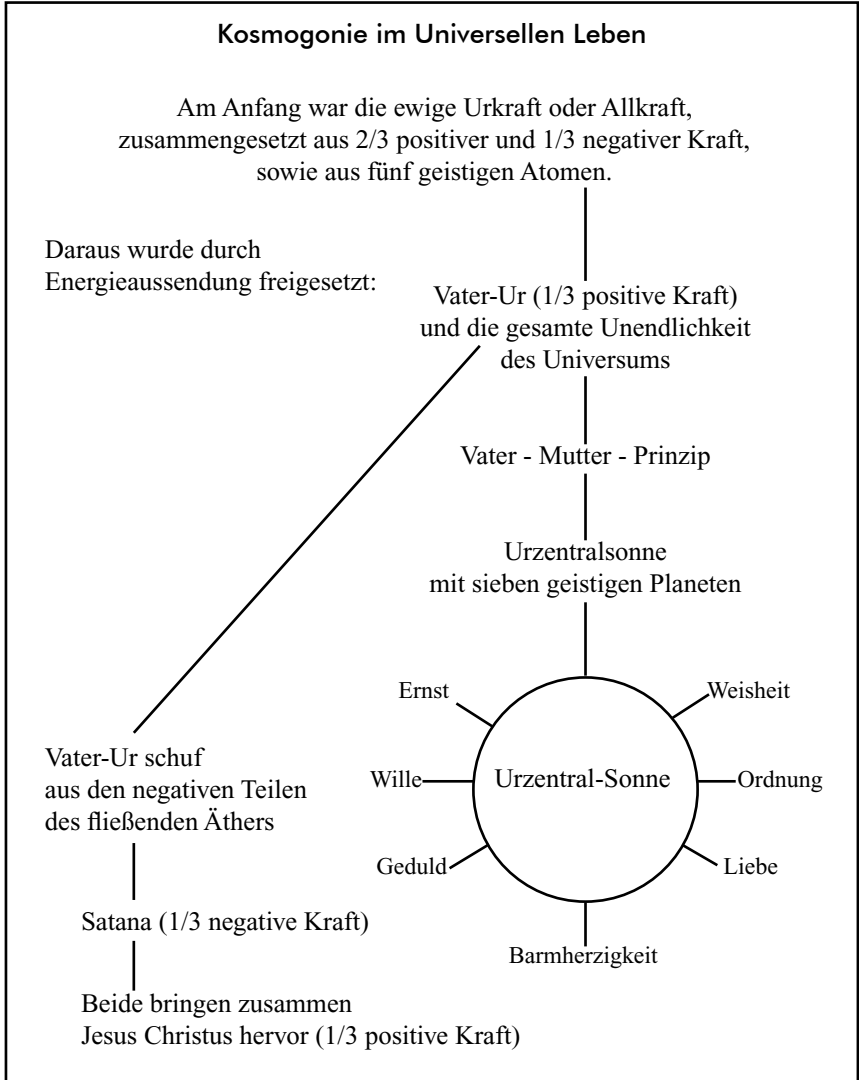 Kosmogonie im Universellen Leben
Am Anfang war die ewige Urkraft oder Allkraft,
zusammengesetzt aus 2/3 positiver und 1/3 negativer Kraft,
sowie aus fünf geistigen Atomen.
Daraus wurde durch
Energieaussendung freigesetzt:
Vater-Ur (1/3 positive Kraft)
und die gesamte Unendlichkeit
des Universums
Vater - Mutter - Prinzip
Urzentralsonne
mit sieben geistigen Planeten
Ernst
Weisheit
Wille
Urzentral-Sonne
Ordnung
Geduld
Liebe
Barmherzigkeit
Vater-Ur schuf
aus den negativen Teilen
des fließenden Äthers
Satana (1/3 negative Kraft)
Beide bringen zusammen
Jesus Christus hervor (1/3 positive Kraft)